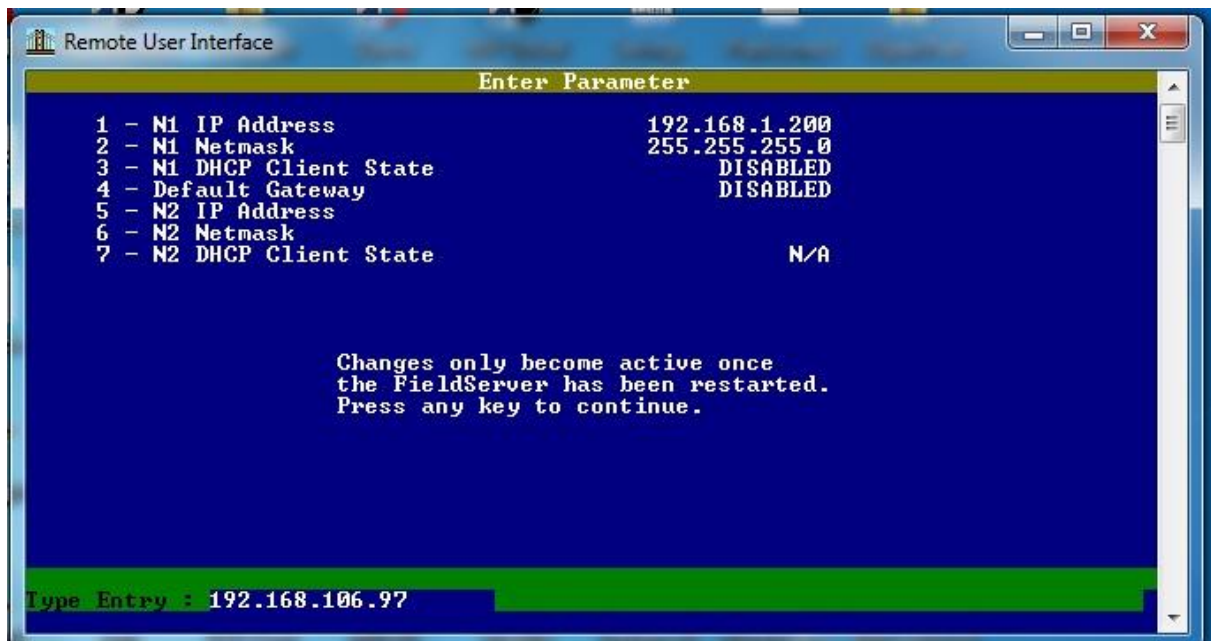 Remote User Interface
Enter Parameter
1 - N1 IP Address 192.168.1.200
2 - N1 Netmask 255.255.255.0
3 - N1 DHCP Client State DISABLED
4 - Default Gateway DISABLED
5 - N2 IP Address
6 - N2 Netmask
7 - N2 DHCP Client State N/A
Changes only become active once
the FieldServer has been restarted.
Press any key to continue.
Type Entry : 192.168.106.97